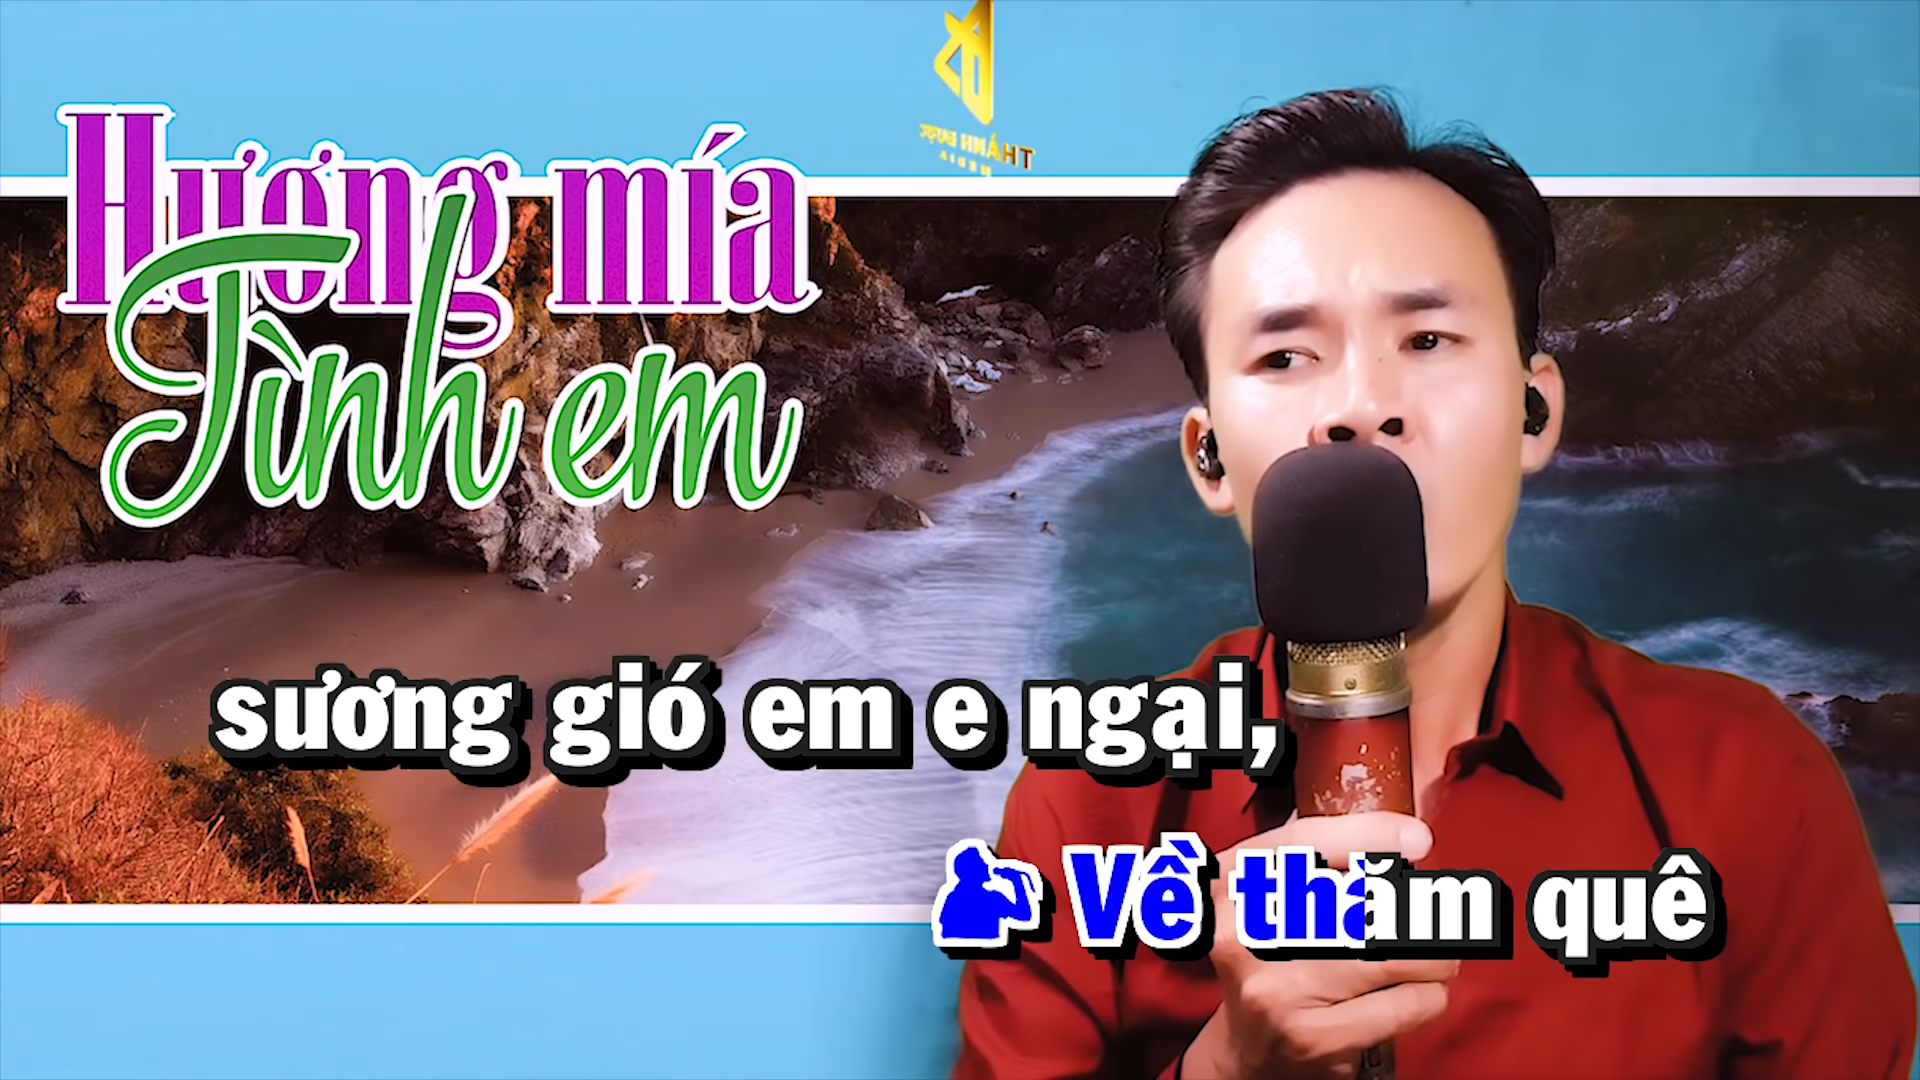 Hương mía
Tình em
sương gió em e ngại,
Về thăm quê